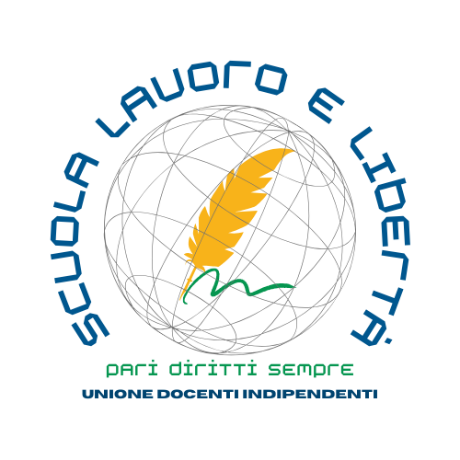 SCUOLA LAVORO E LIBERTÀ
PARI DIRITTI SEMPRE
UNIONE DOCENTI INDIPENDENTI